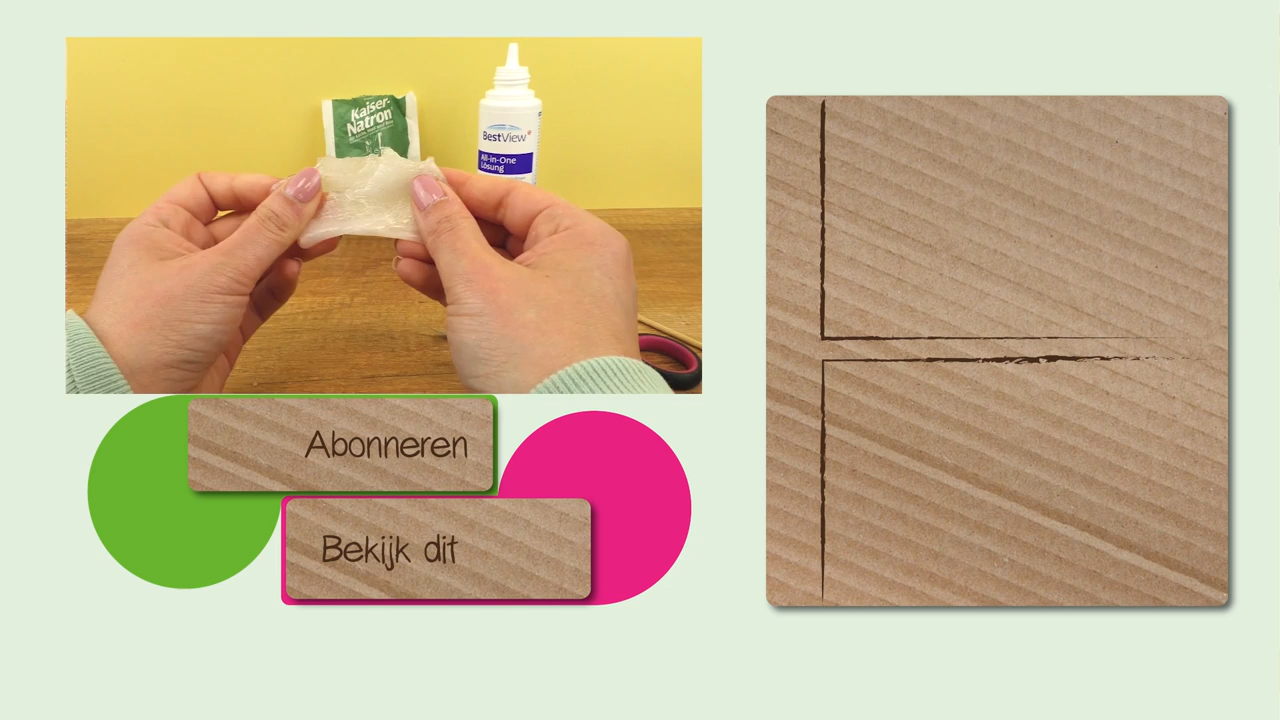 Kaiser-
Natron
BestView
All-in-One
Lösung
Abonneren
Bekijk dit